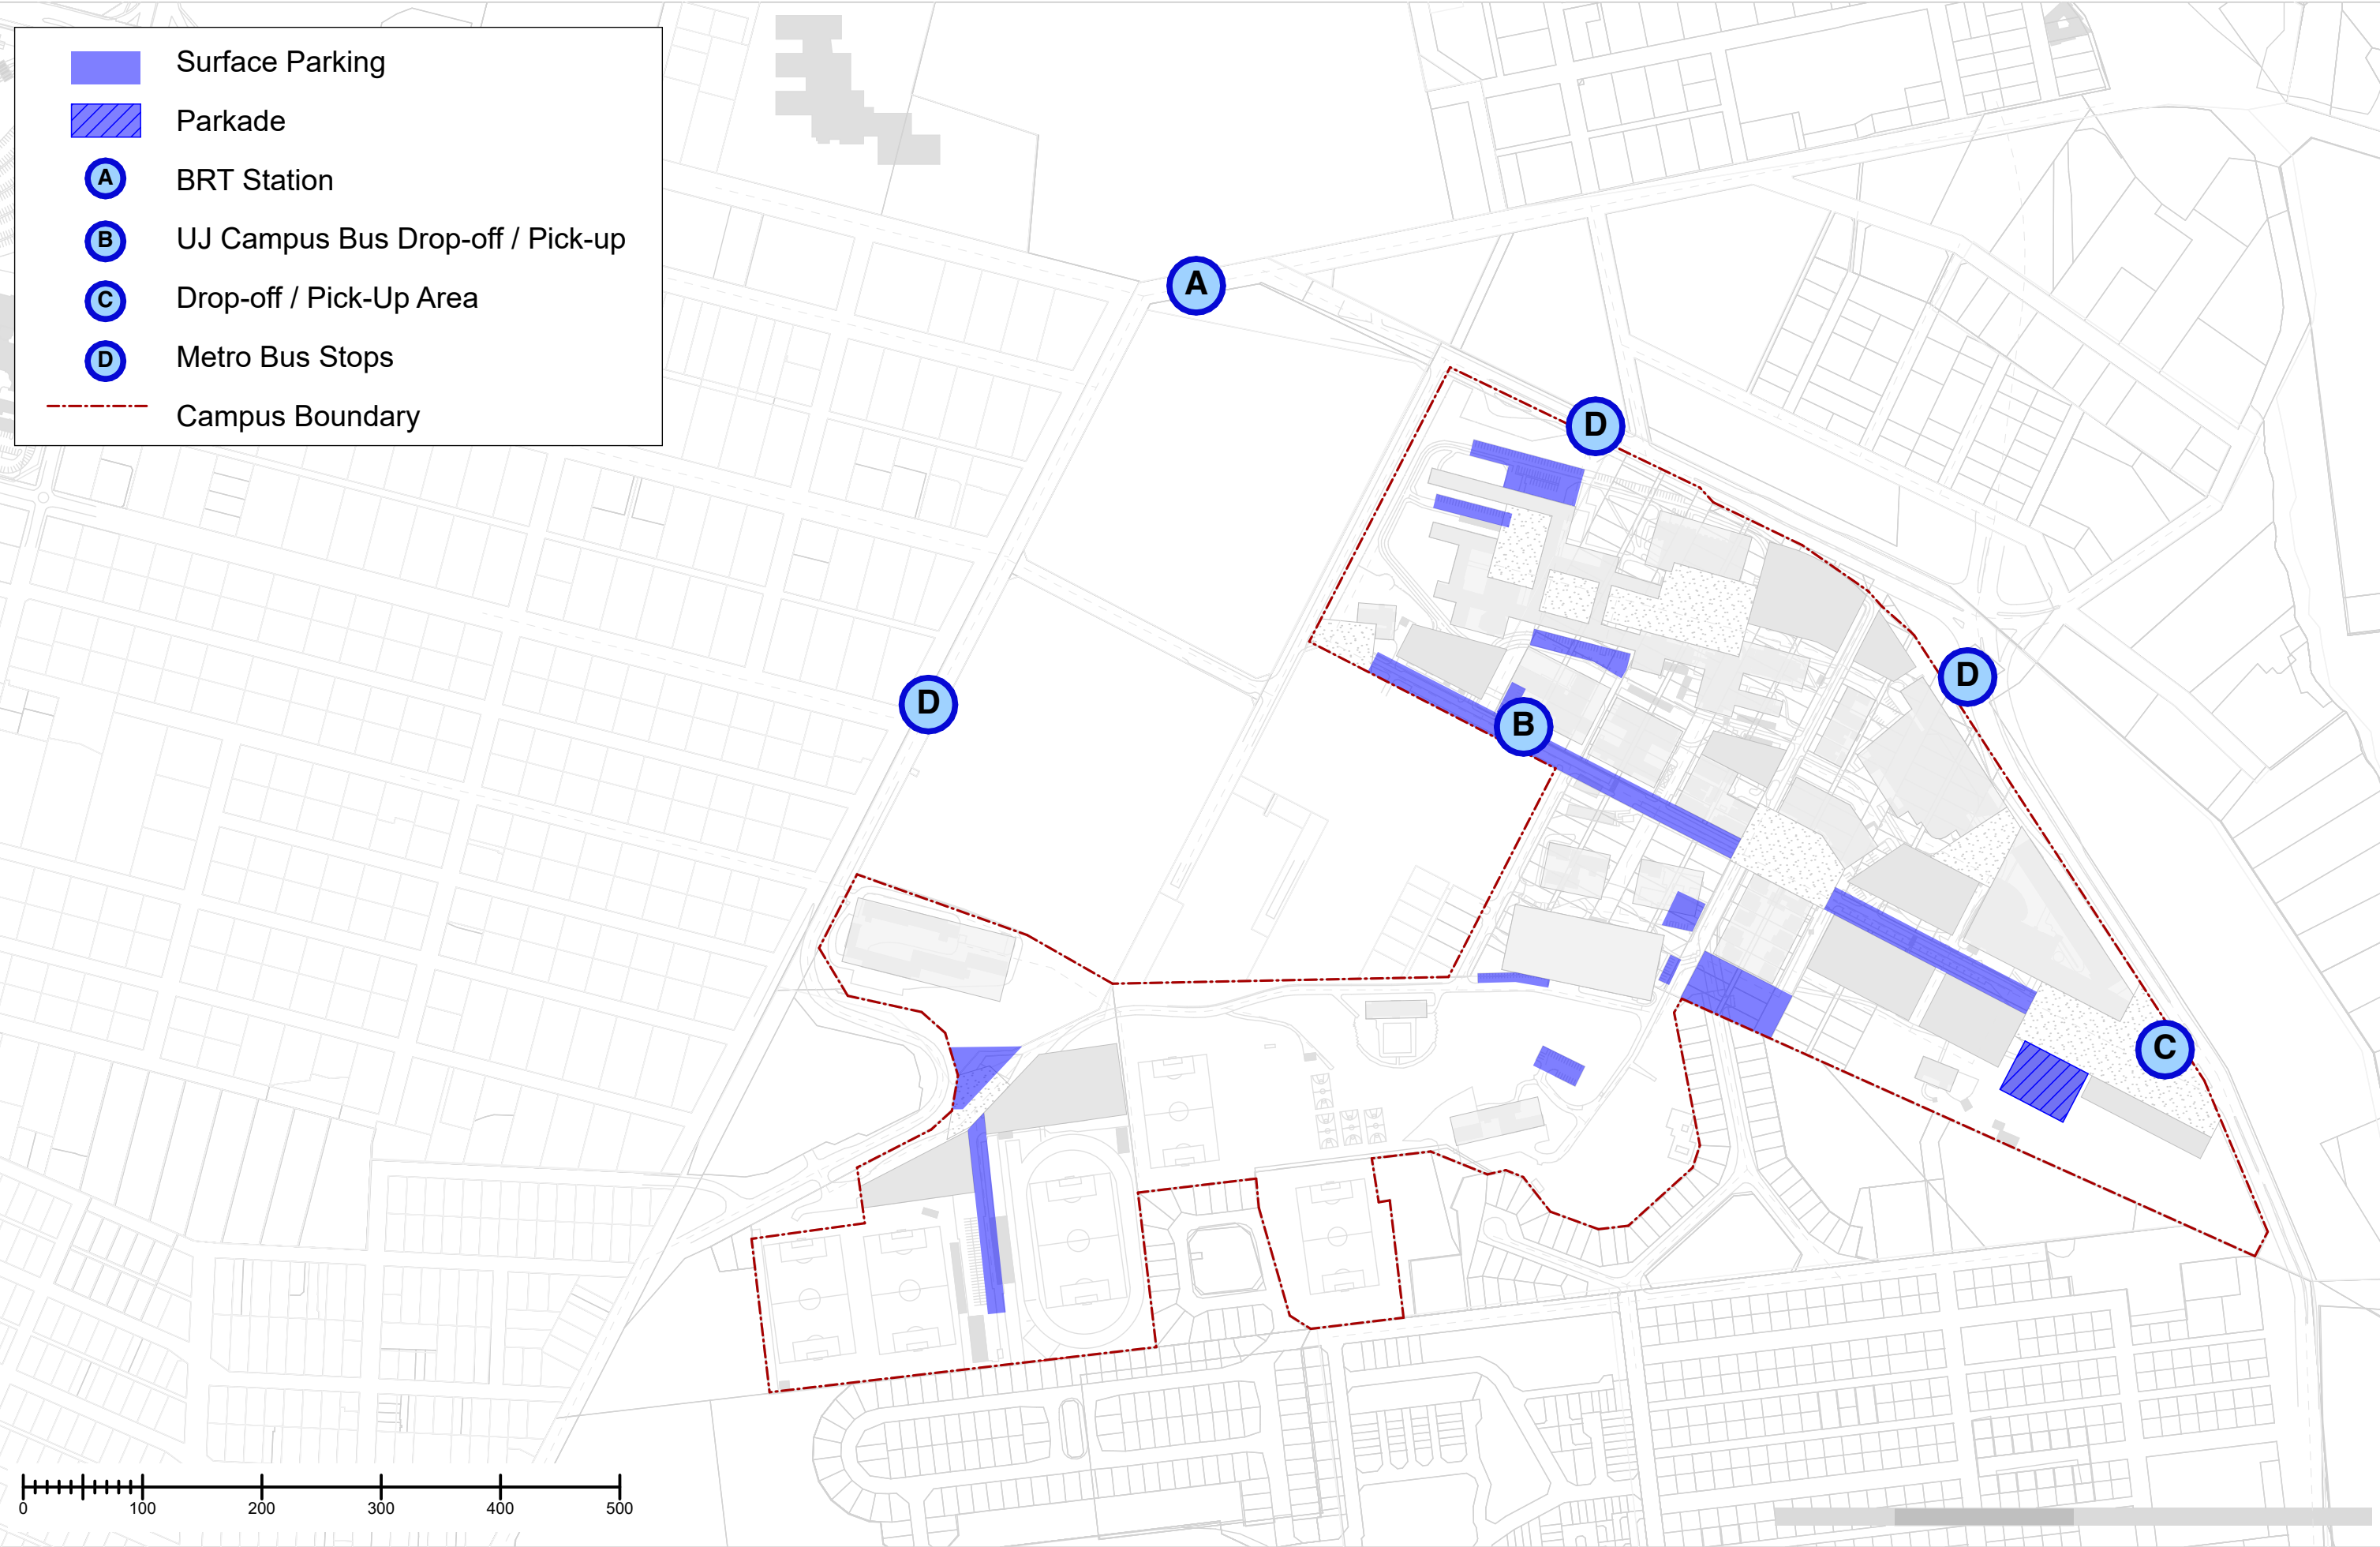 Surface Parking
Parkade
A BRT Station
B UJ Campus Bus Drop-off / Pick-up
C Drop-off / Pick-Up Area
D Metro Bus Stops
Campus Boundary
A
D
D
D
B
C
0 100 200 300 400 500